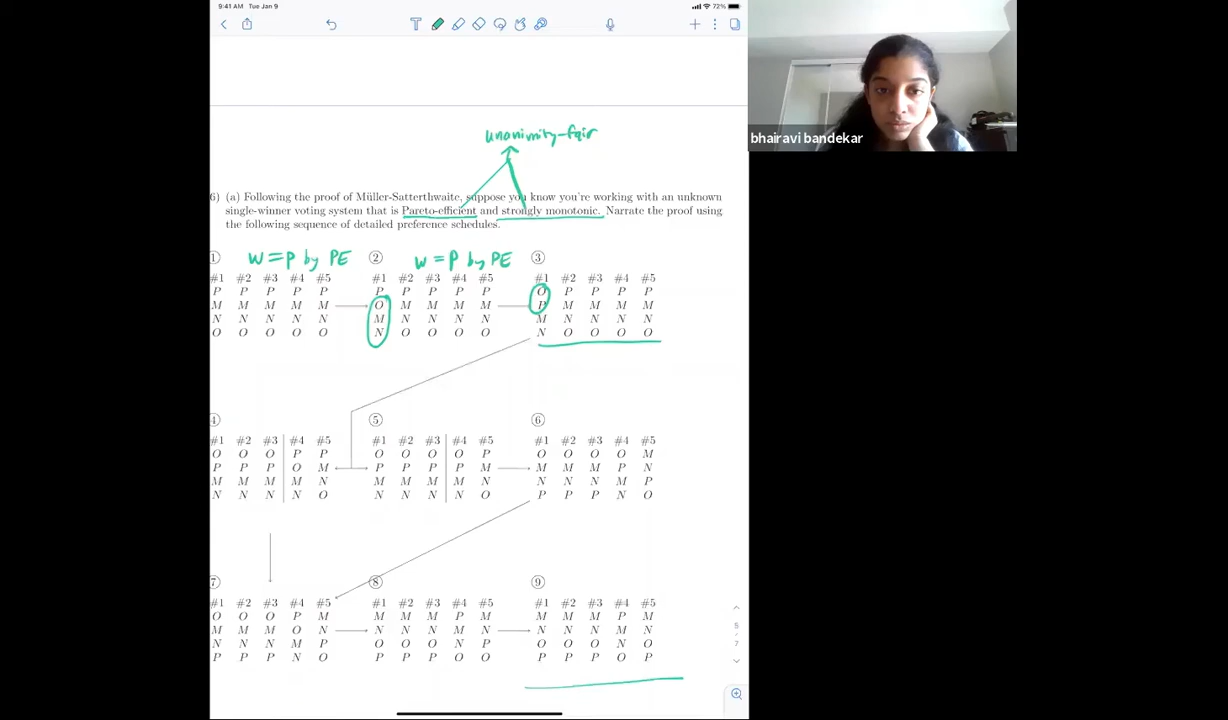 9:41 AM Tue Jan 9
72%
T
unanimity-fair
6) (a) Following the proof of Müller-Satterthwaite, suppose you know you're working with an unknown
single-winner voting system that is Pareto-efficient and strongly monotonic. Narrate the proof using
the following sequence of detailed preference schedules.
① W=P by PE ② W=P by PE ③
#1 #2 #3 #4 #5 #1 #2 #3 #4 #5 #1 #2 #3 #4 #5
P P P P P P P P P P O P P P P
M M M M M O M M M M P M M M M
N N N N N M N N N N M N N N N
O O O O O N O O O O N O O O O
④ ⑤ ⑥
#1 #2 #3 #4 #5 #1 #2 #3 #4 #5 #1 #2 #3 #4 #5
O O O P P O O O O P O O O O M
P P P O M P P P P M M M M P N
M M M M N M M M M N N N N M P
N N N N O N N N N O P P P N O
⑦ ⑧ ⑨
#1 #2 #3 #4 #5 #1 #2 #3 #4 #5 #1 #2 #3 #4 #5
O O O P M M M M P M M M M P M
M M M O N N N N M N N N N M N
N N N M P O O O N P O O O N O
P P P N O P P P O O P P P O P
5
/
7
bhairavi bandekar